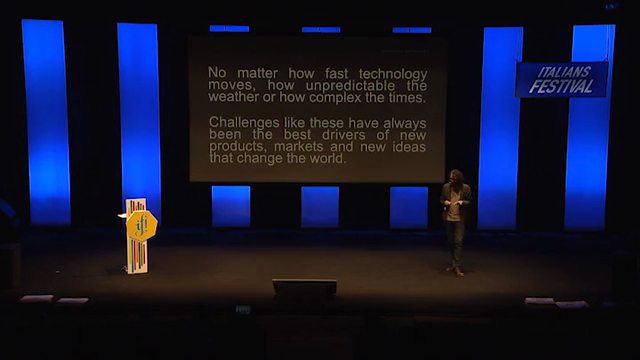 No matter how fast technology
moves, how unpredictable the
weather or how complex the times.
Challenges like these have always
been the best drivers of new
products, markets and new ideas
that change the world.
ITALIANS
FESTIVAL